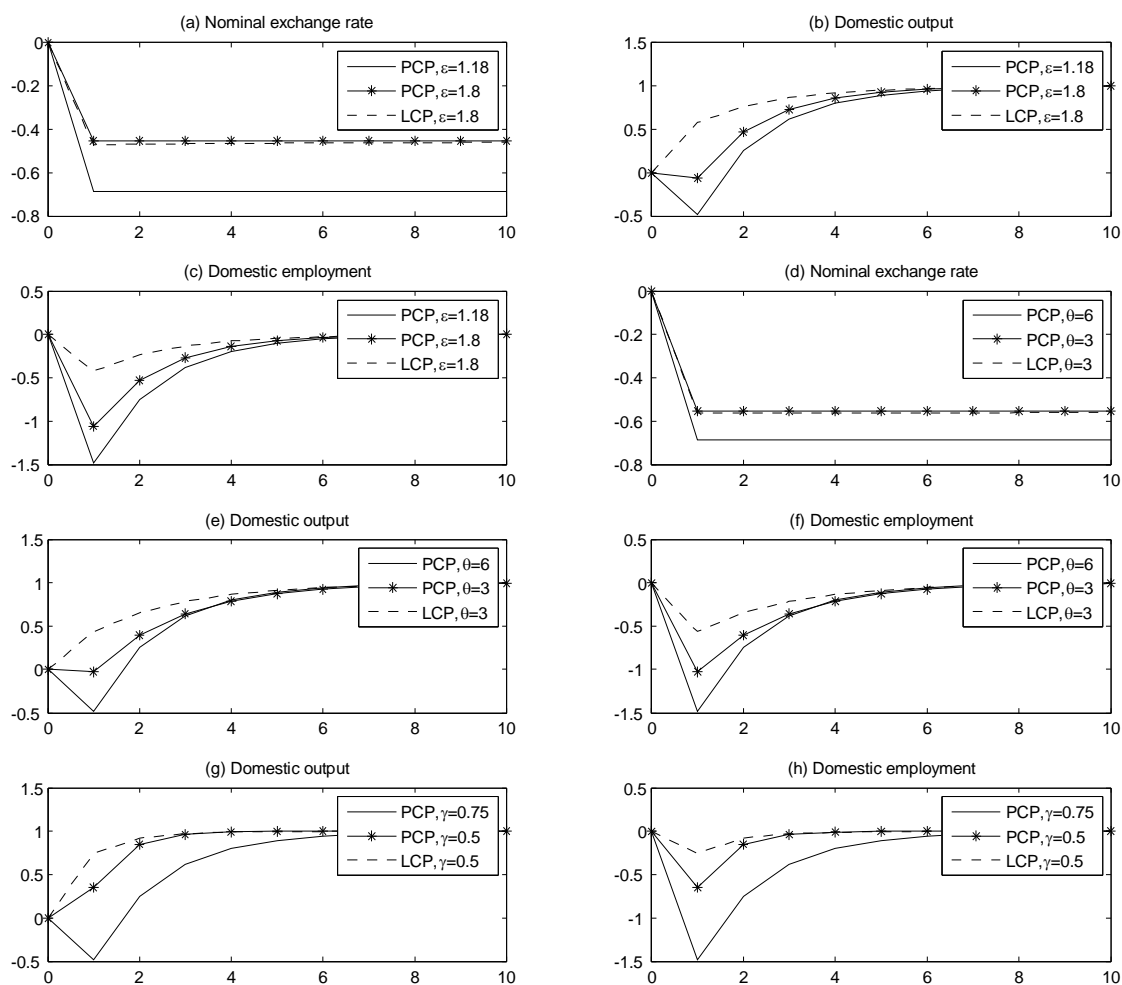 (a) Nominal exchange rate
0
-0.2
-0.4
-0.6
-0.8
0 2 4 6 8 10
PCP,ε=1.18
PCP,ε=1.8
LCP,ε=1.8
(b) Domestic output
1.5
1
0.5
0
-0.5
0 2 4 6 8 10
PCP,ε=1.18
PCP,ε=1.8
LCP,ε=1.8
(c) Domestic employment
0.5
0
-0.5
-1
-1.5
0 2 4 6 8 10
PCP,ε=1.18
PCP,ε=1.8
LCP,ε=1.8
(d) Nominal exchange rate
0
-0.2
-0.4
-0.6
-0.8
0 2 4 6 8 10
PCP,θ=6
PCP,θ=3
LCP,θ=3
(e) Domestic output
1.5
1
0.5
0
-0.5
0 2 4 6 8 10
PCP,θ=6
PCP,θ=3
LCP,θ=3
(f) Domestic employment
0.5
0
-0.5
-1
-1.5
0 2 4 6 8 10
PCP,θ=6
PCP,θ=3
LCP,θ=3
(g) Domestic output
1.5
1
0.5
0
-0.5
0 2 4 6 8 10
PCP,γ=0.75
PCP,γ=0.5
LCP,γ=0.5
(h) Domestic employment
0.5
0
-0.5
-1
-1.5
0 2 4 6 8 10
PCP,γ=0.75
PCP,γ=0.5
LCP,γ=0.5